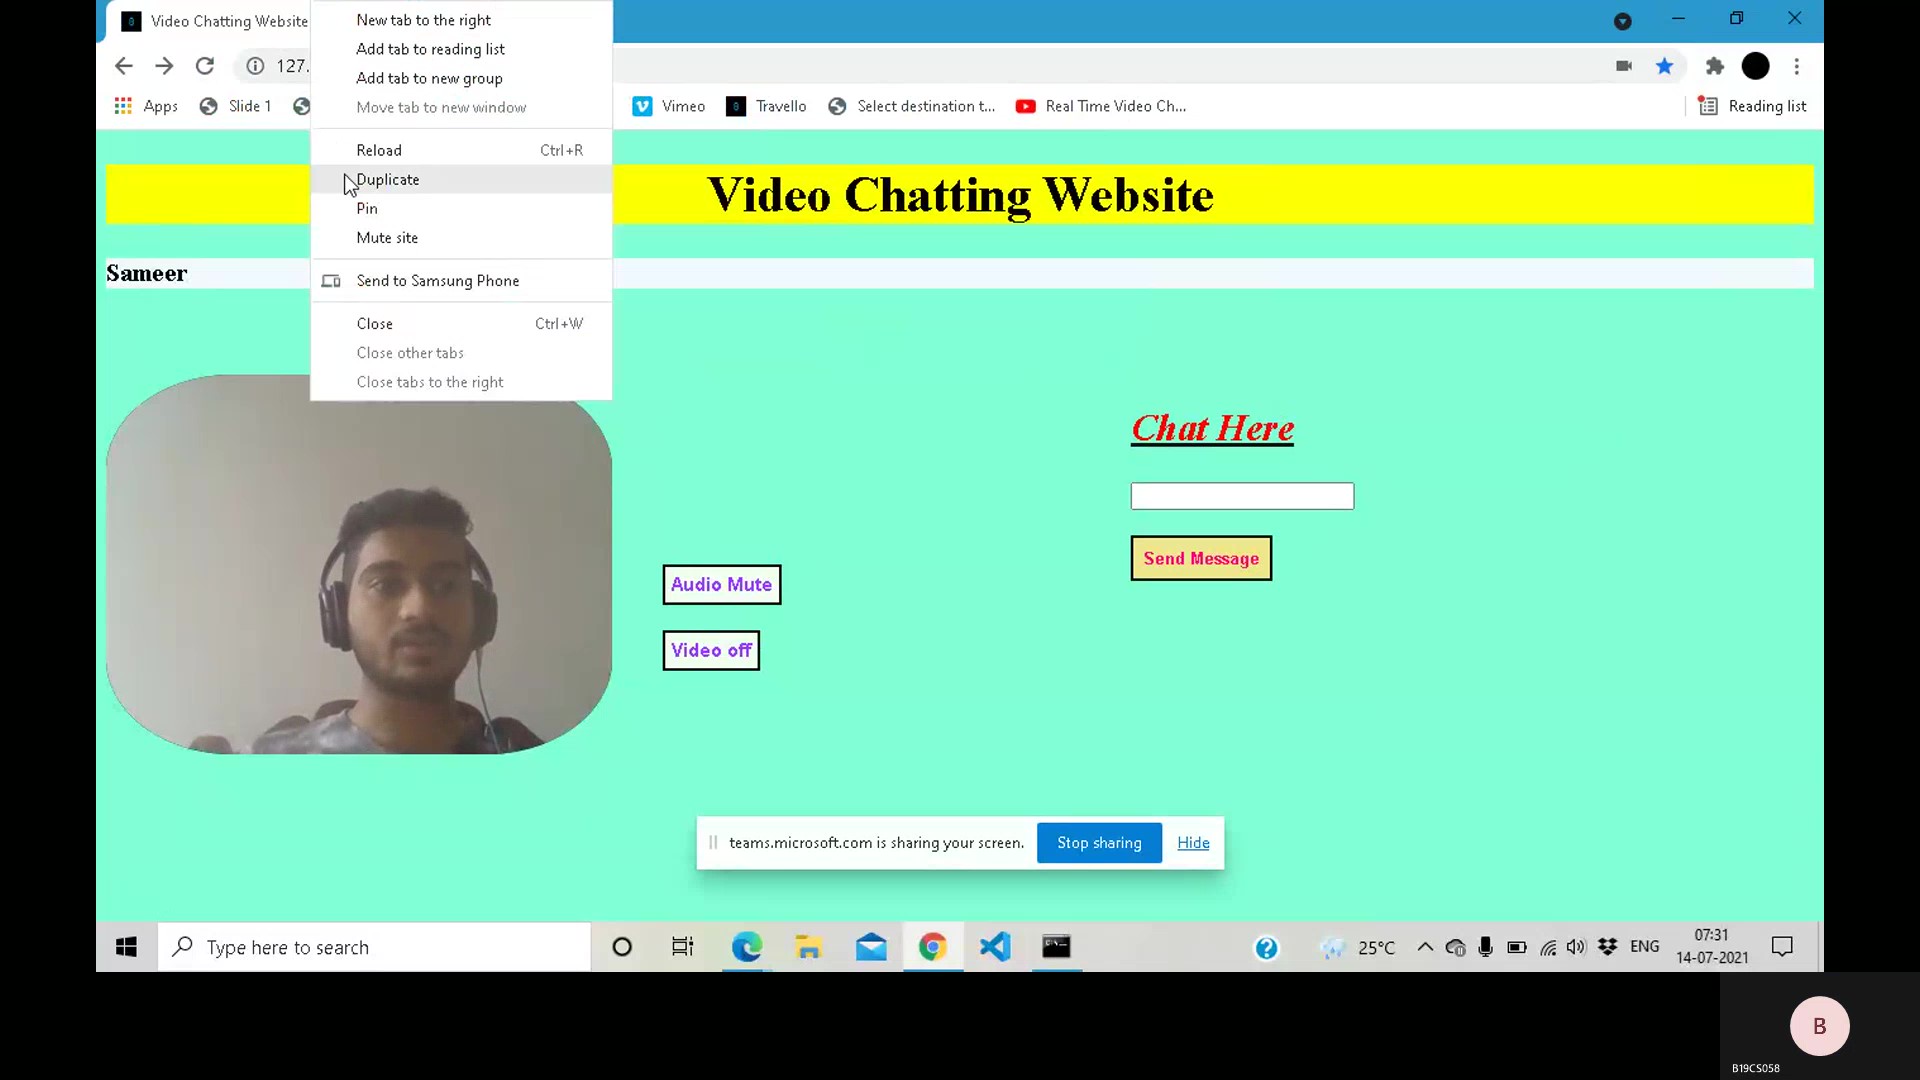 Video Chatting Website
New tab to the right
Add tab to reading list
Add tab to new group
Move tab to new window
Reload Ctrl+R
Duplicate
Pin
Mute site
Send to Samsung Phone
Close Ctrl+W
Close other tabs
Close tabs to the right
127.
Apps Slide 1 Vimeo Travello Select destination t... Real Time Video Ch... Reading list
Video Chatting Website
Sameer
Chat Here
Send Message
Audio Mute
Video off
teams.microsoft.com is sharing your screen. Stop sharing Hide
Type here to search
25°C ENG
07:31
14-07-2021
B
B19CS058